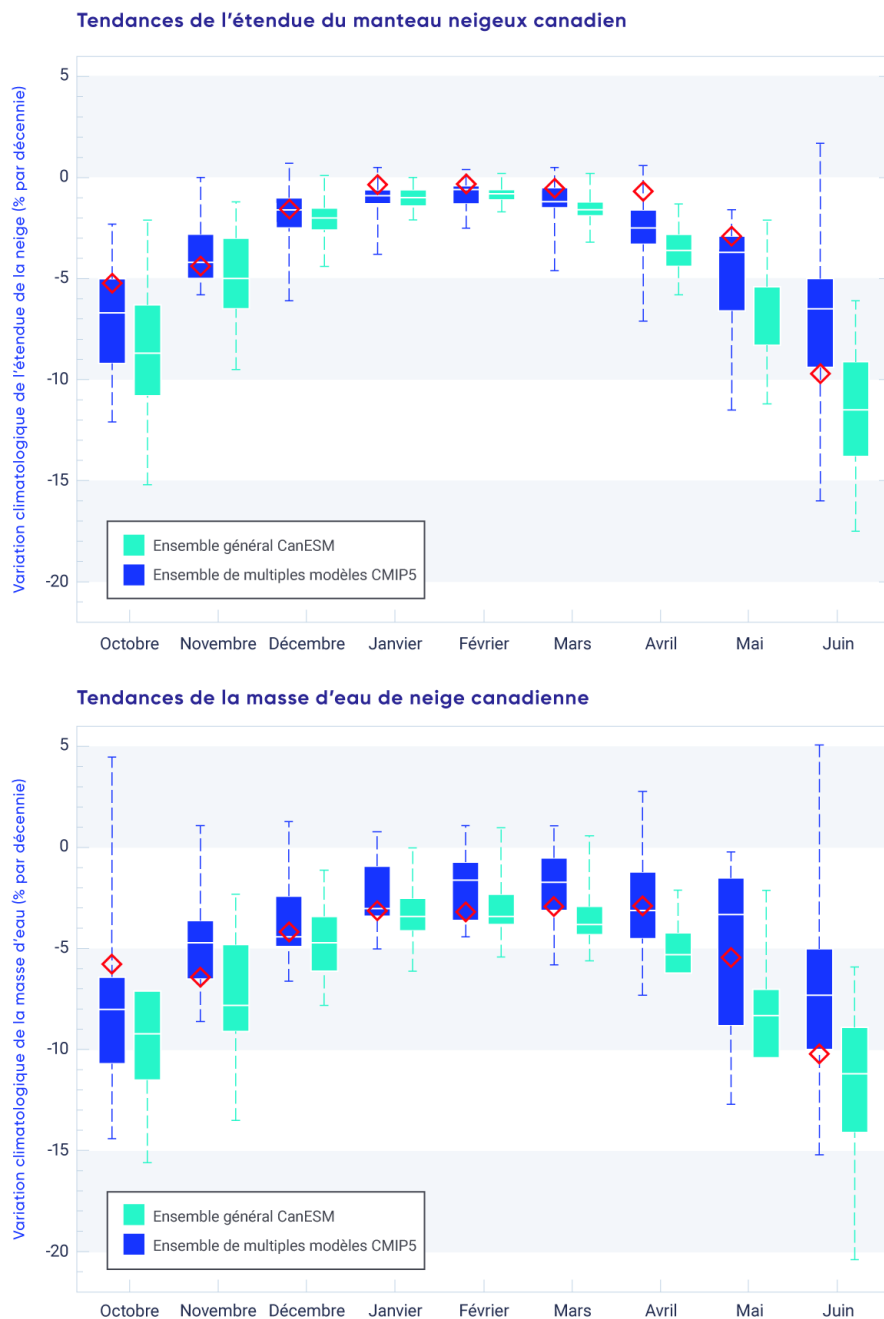 Tendances de l'étendue du manteau neigeux canadien
Variation climatologique de l'étendue de la neige (% par décennie)
5
0
-5
-10
-15
-20
Ensemble général CanESM
Ensemble de multiples modèles CMIP5
Octobre Novembre Décembre Janvier Février Mars Avril Mai Juin
Tendances de la masse d'eau de neige canadienne
Variation climatologique de la masse d'eau (% par décennie)
5
0
-5
-10
-15
-20
Ensemble général CanESM
Ensemble de multiples modèles CMIP5
Octobre Novembre Décembre Janvier Février Mars Avril Mai Juin